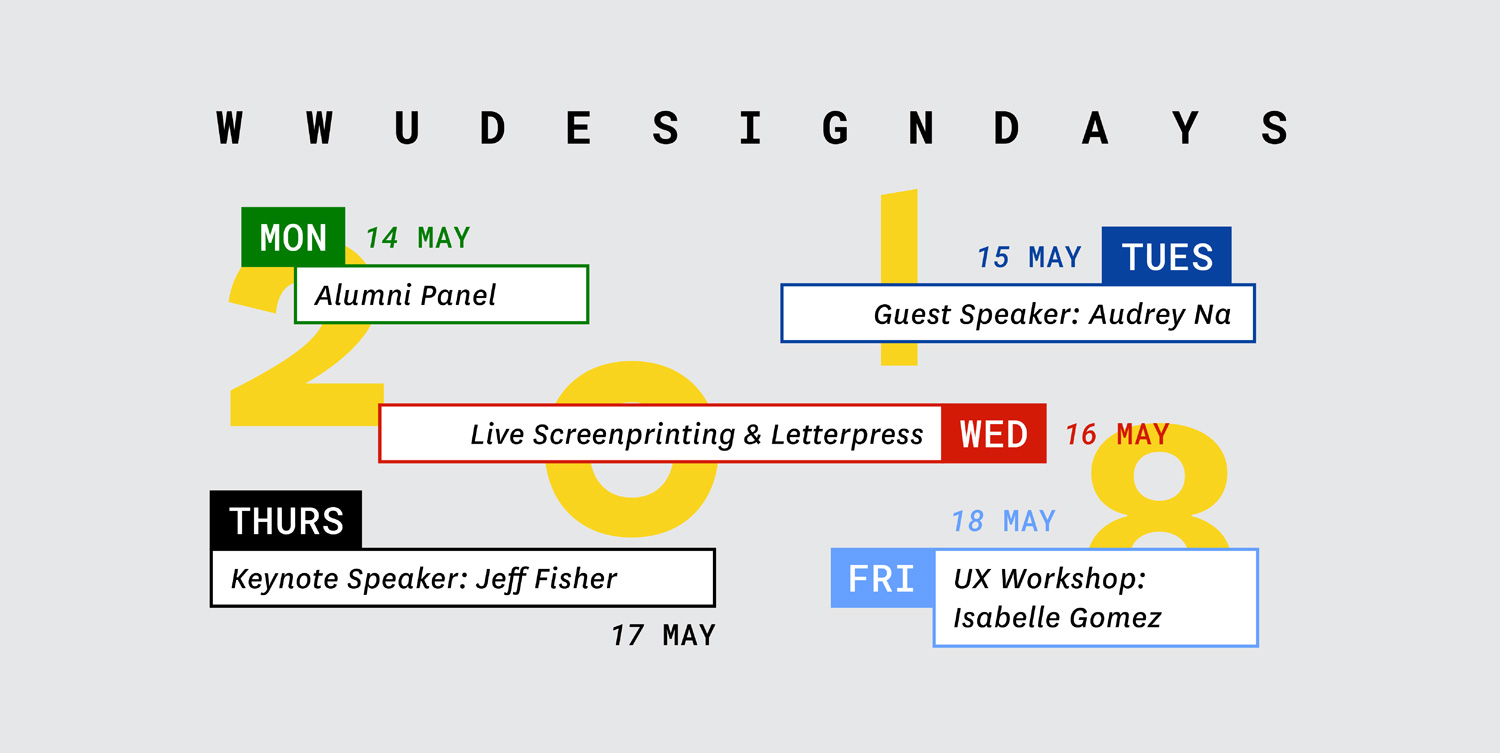 W W U D E S I G N D A Y S
MON 14 MAY
Alumni Panel
15 MAY TUES
Guest Speaker: Audrey Na
Live Screenprinting & Letterpress WED 16 MAY
THURS
Keynote Speaker: Jeff Fisher
17 MAY
18 MAY
FRI UX Workshop:
Isabelle Gomez
2018